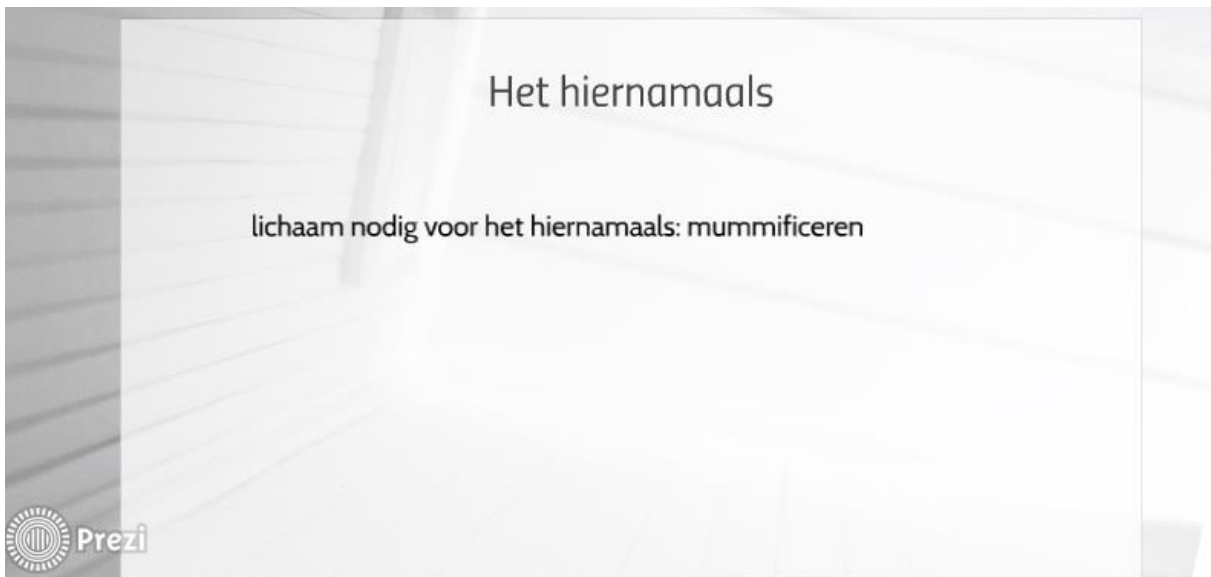 Het hiernamaals
lichaam nodig voor het hiernamaals: mummificeren
Prezi